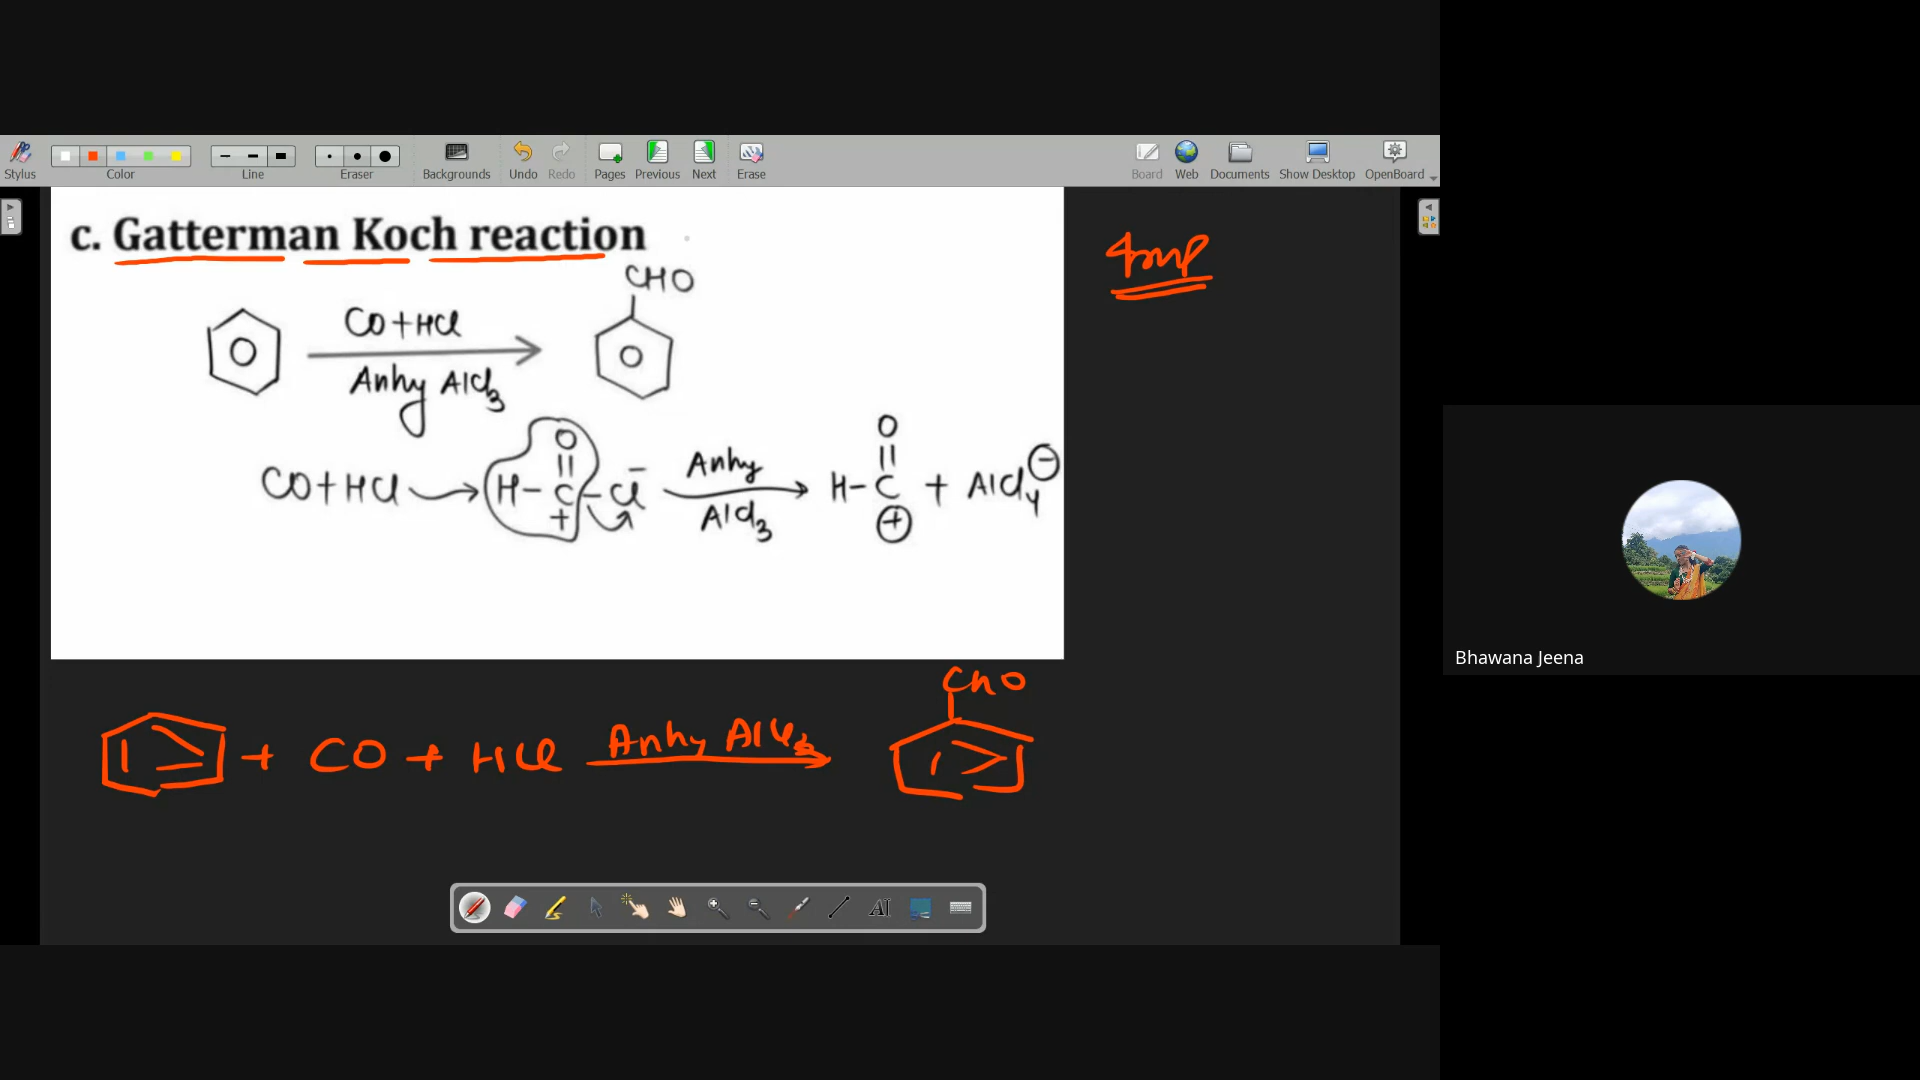 Stylus Color Line Eraser Backgrounds Undo Redo Pages Previous Next Erase Board Web Documents Show Desktop OpenBoard
c. Gatterman Koch reaction
Imp
CHO
CO+HCl
Anhy AlCl3
CO+HCl
O
H-C-Cl
+
-
Anhy
AlCl3
O
H-C + AlCl4
+
-
CHO
+ CO + HCl Anhy AlCl3
AI
Bhawana Jeena